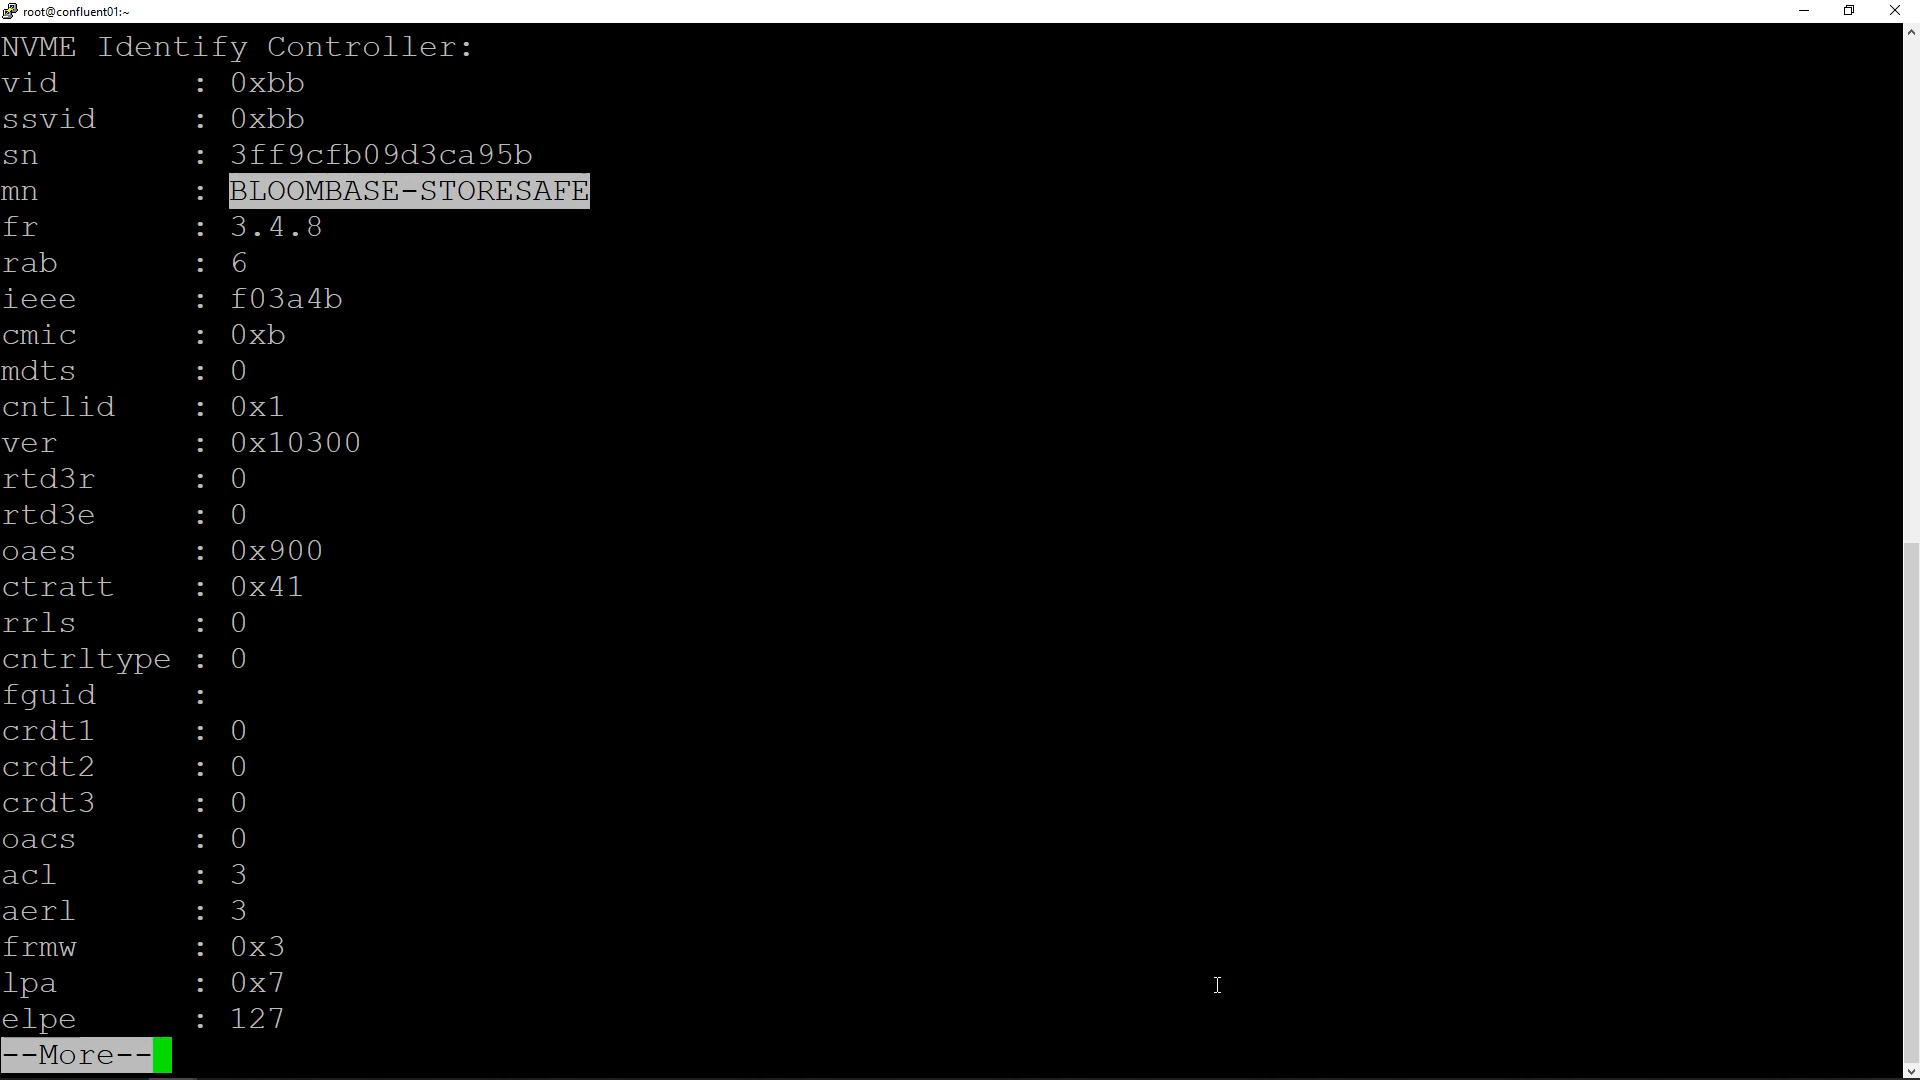 root@confluent01:~
NVME Identify Controller:
vid : 0xbb
ssvid : 0xbb
sn : 3ff9cfb09d3ca95b
mn : BLOOMBASE-STORESAFE
fr : 3.4.8
rab : 6
ieee : f03a4b
cmic : 0xb
mdts : 0
cntlid : 0x1
ver : 0x10300
rtd3r : 0
rtd3e : 0
oaes : 0x900
ctratt : 0x41
rrls : 0
cntrltype : 0
fguid :
crdt1 : 0
crdt2 : 0
crdt3 : 0
oacs : 0
acl : 3
aerl : 3
frmw : 0x3
lpa : 0x7
elpe : 127
--More--